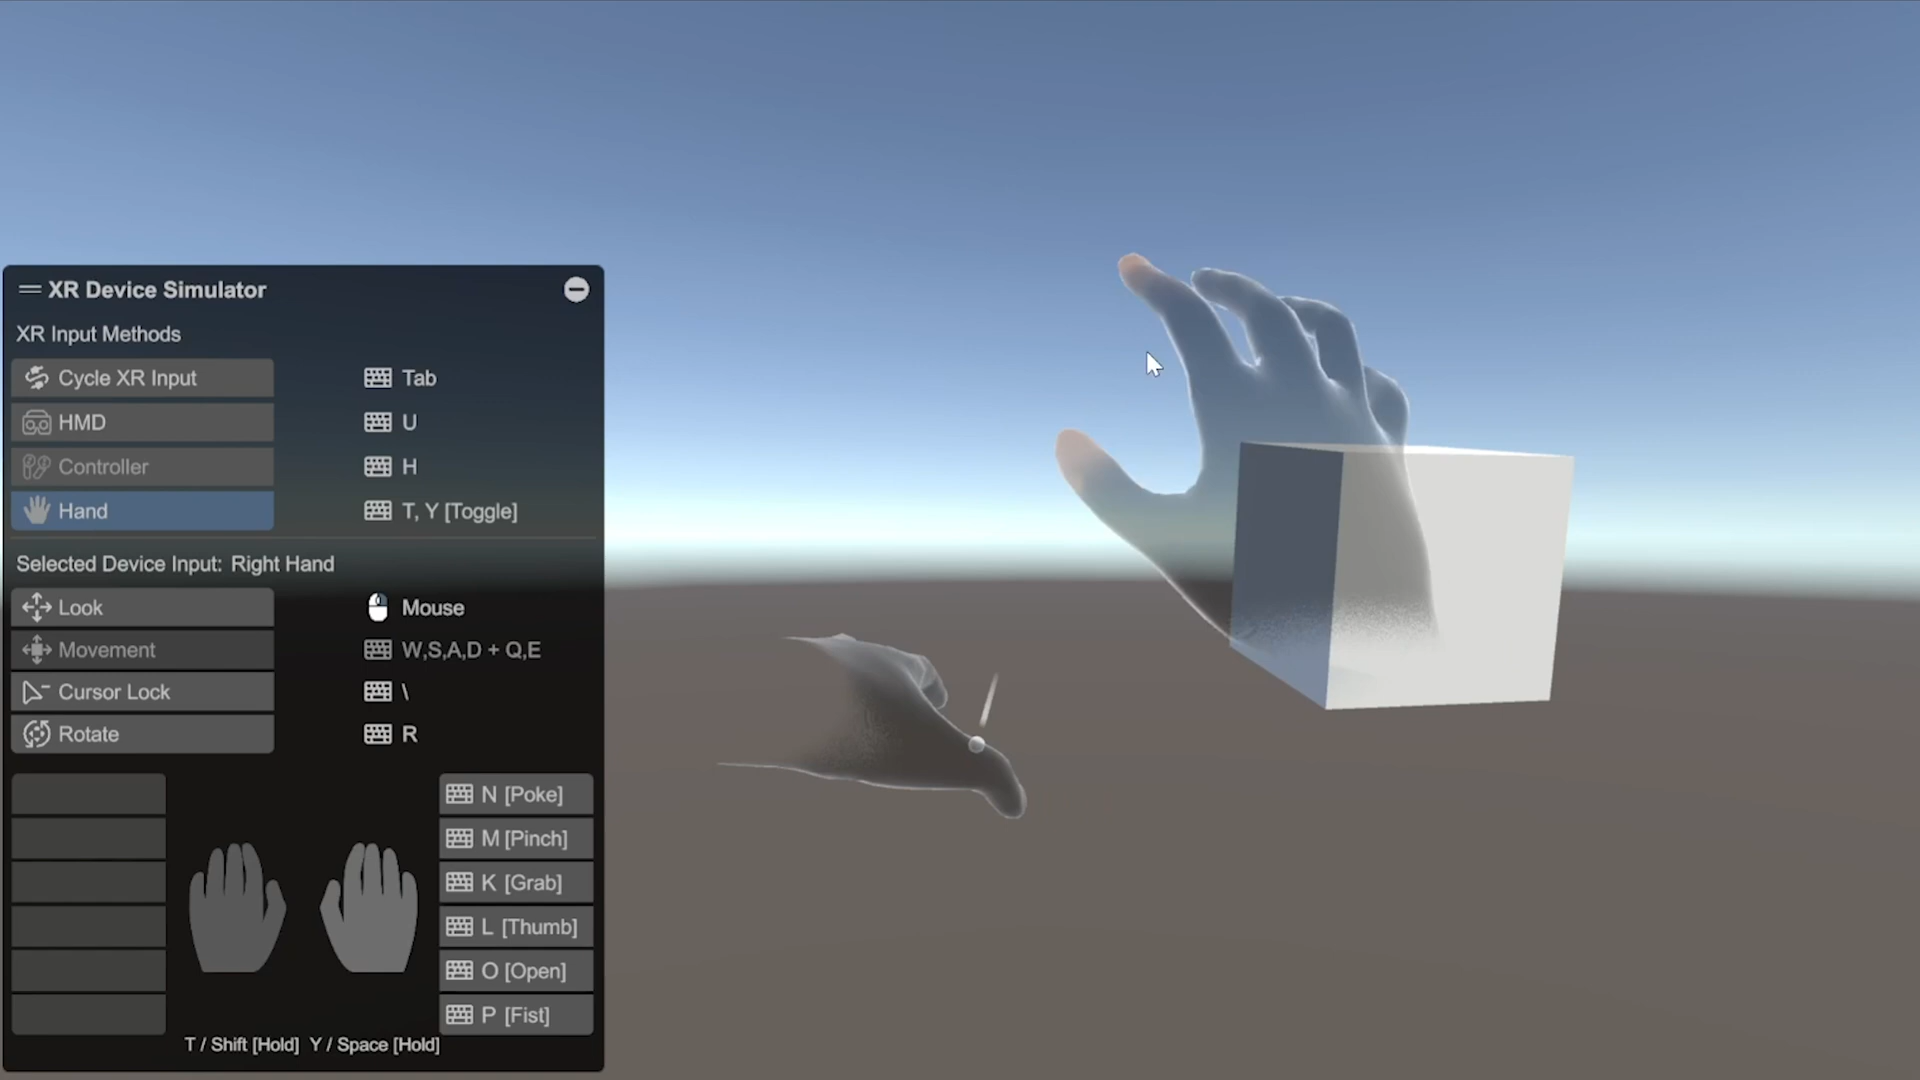 XR Device Simulator
XR Input Methods
Cycle XR Input Tab
HMD U
Controller H
Hand T, Y [Toggle]
Selected Device Input: Right Hand
Look Mouse
Movement W,S,A,D + Q,E
Cursor Lock \
Rotate R
N [Poke]
M [Pinch]
K [Grab]
L [Thumb]
O [Open]
P [Fist]
T / Shift [Hold] Y / Space [Hold]